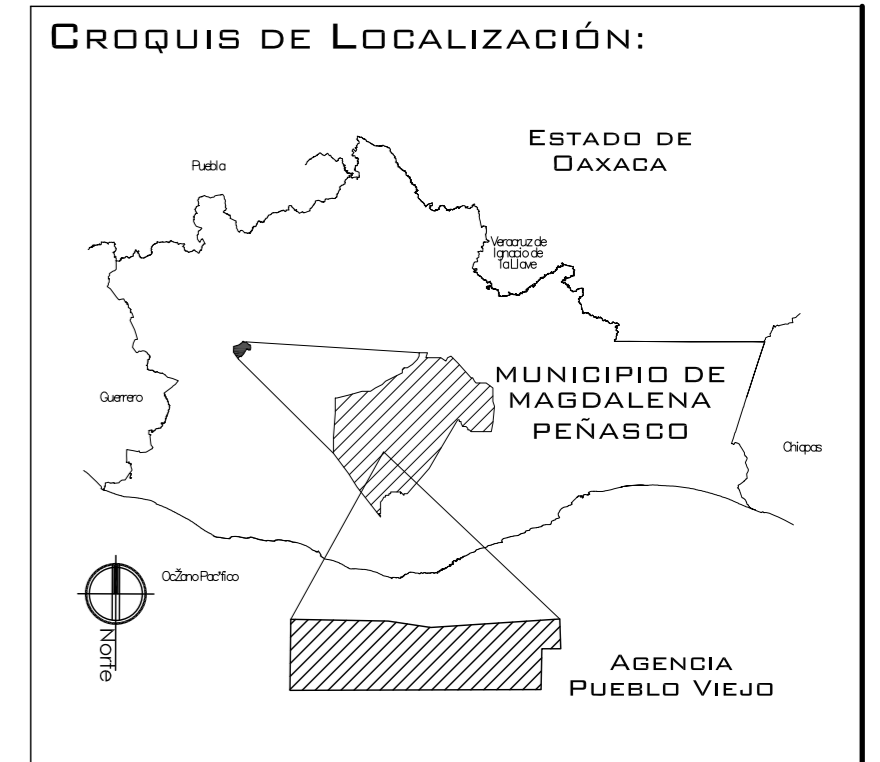 CROQUIS DE LOCALIZACIÓN:
ESTADO DE
OAXACA
Puebla
Veracruz de
Ignacio de
la Llave
MUNICIPIO DE
MAGDALENA
PEÑASCO
Guerrero
Chiapas
OcŽano Pac"fico
Norte
AGENCIA
PUEBLO VIEJO